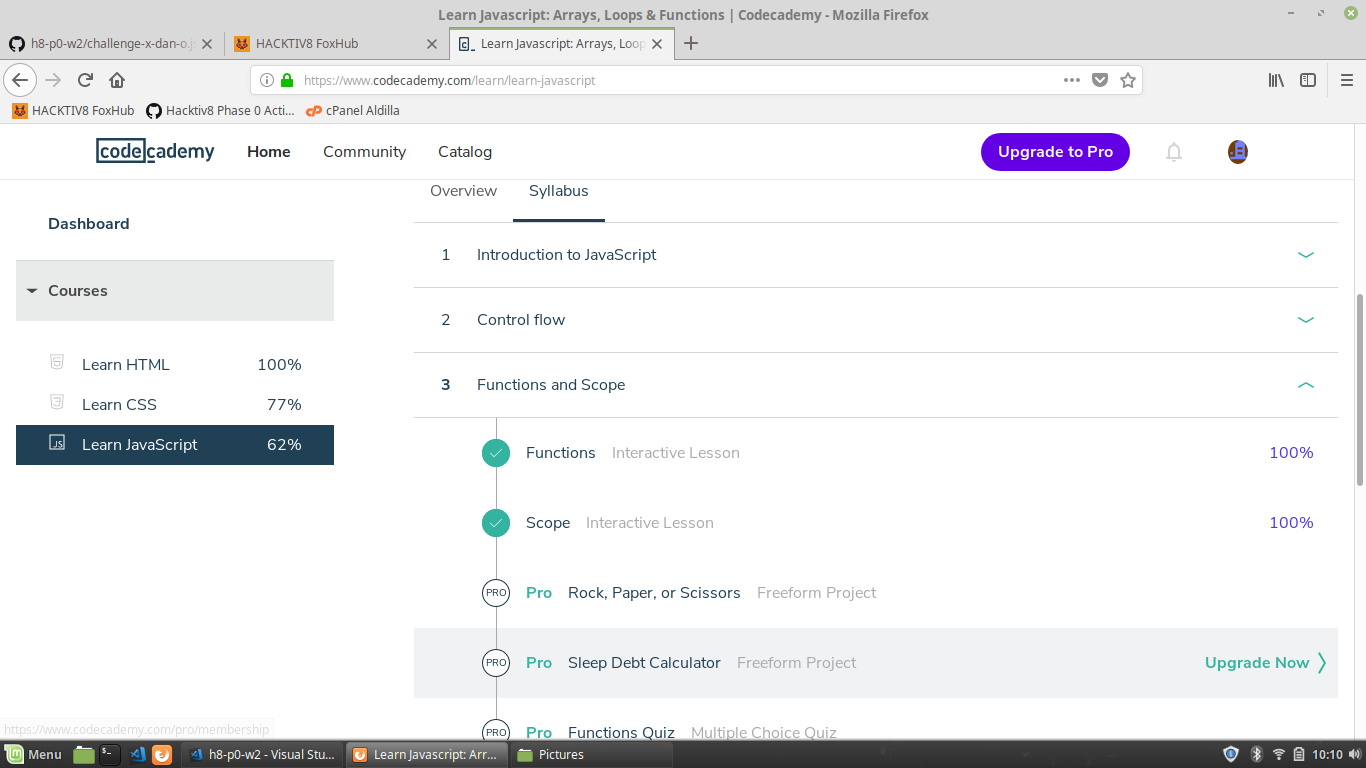 Learn Javascript: Arrays, Loops & Functions | Codecademy - Mozilla Firefox
h8-p0-w2/challenge-x-dan-o.j HACKTIV8 FoxHub c_ Learn Javascript: Arrays, Loop
https://www.codecademy.com/learn/learn-javascript
HACKTIV8 FoxHub Hacktiv8 Phase 0 Acti... cP cPanel Aldilla
codecademy Home Community Catalog Upgrade to Pro
Overview Syllabus
Dashboard
Courses
Learn HTML 100%
Learn CSS 77%
JS Learn JavaScript 62%
1 Introduction to JavaScript
2 Control flow
3 Functions and Scope
Functions Interactive Lesson 100%
Scope Interactive Lesson 100%
PRO Pro Rock, Paper, or Scissors Freeform Project
PRO Pro Sleep Debt Calculator Freeform Project Upgrade Now
PRO Pro Functions Quiz Multiple Choice Quiz
https://www.codecademy.com/pro/membership
Menu h8-p0-w2 - Visual Stu... Learn Javascript: Arr... Pictures 10:10